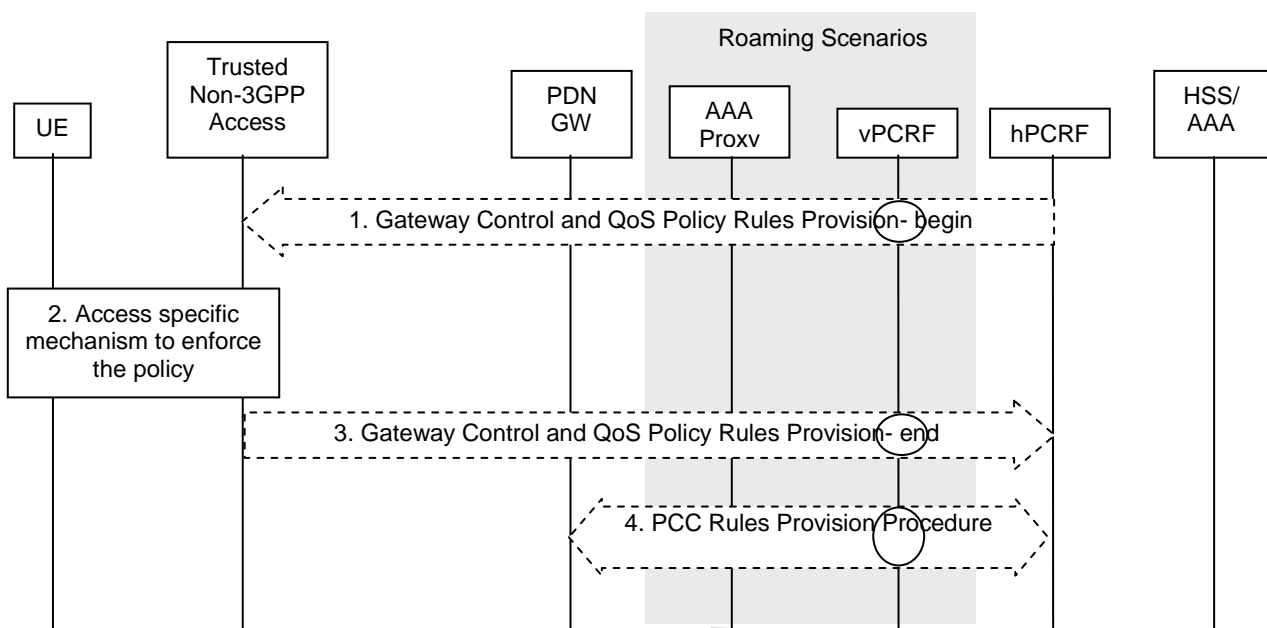 Roaming Scenarios
UE
Trusted
Non-3GPP
Access
PDN
GW
AAA
Proxv
vPCRF
hPCRF
HSS/
AAA
1. Gateway Control and QoS Policy Rules Provision- begin
2. Access specific
mechanism to enforce
the policy
3. Gateway Control and QoS Policy Rules Provision- end
4. PCC Rules Provision Procedure